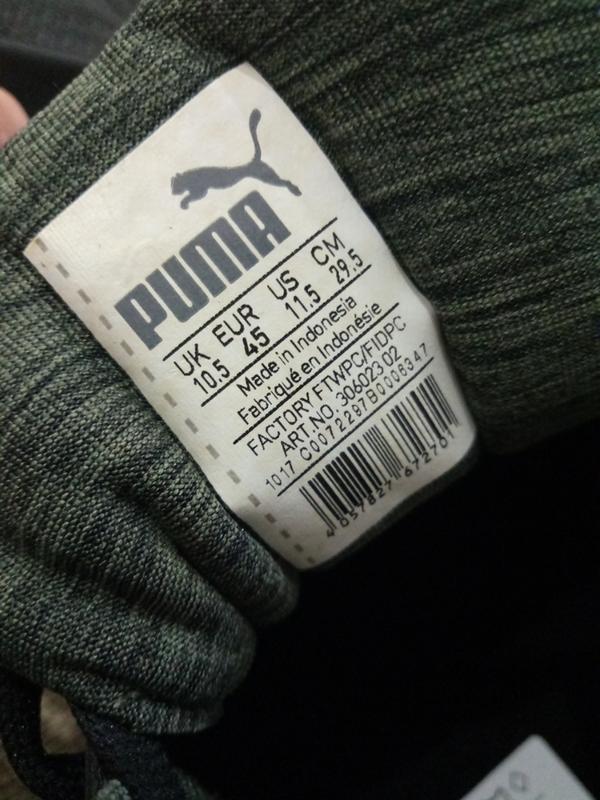 PUMA
UK EUR US CM
10.5 45 11.5 29.5
Made in Indonesia
Fabriqué en Indonésie
FACTORY FTWPC/FIDPC
ART.NO. 306023 02
1017 C0072297B0006347
4 057827 672701